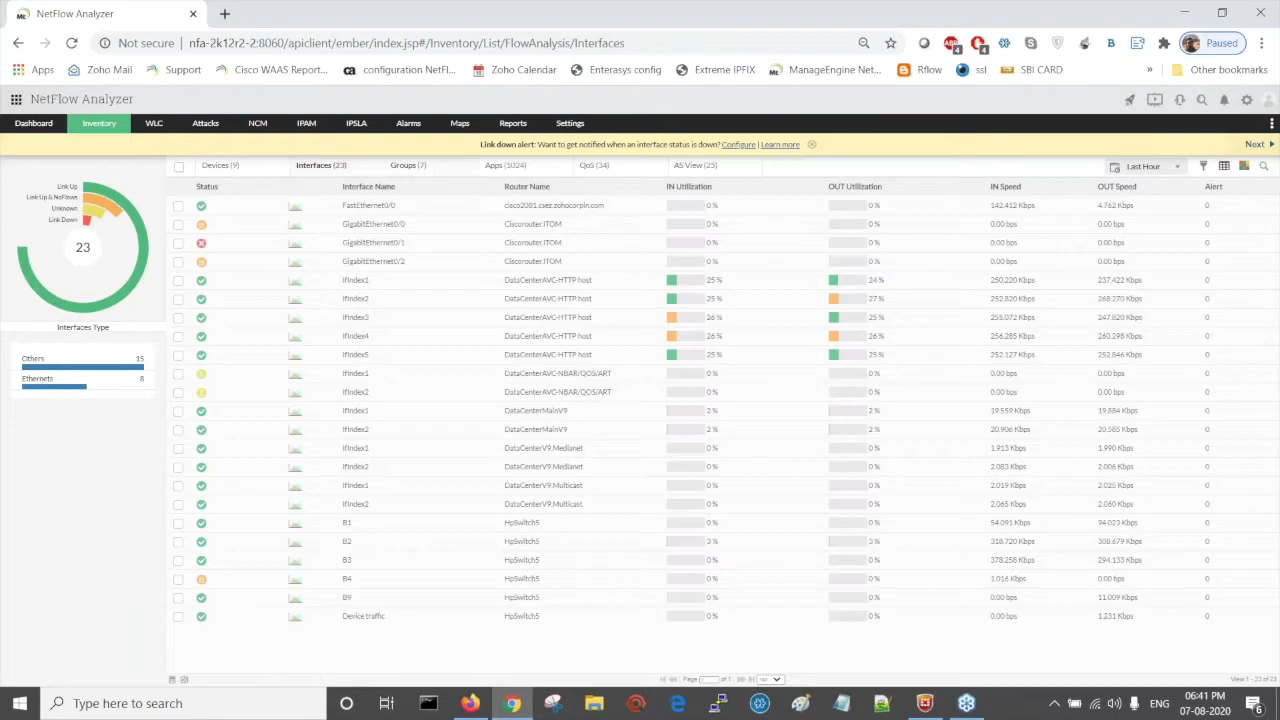 NetFlow Analyzer
Not secure | nfa-2k12r2-2:8060/apiclient/ember/index.jsp#/Inventory/List/FlowAnalysis/Interfaces
Paused
Apps Zoho Mail Support Cisco - AS Repor... configuration NetFl... Zoho Calendar Enterasys config Extreme IPFIX ManageEngine Net... Rflow ssl SBI CARD » Other bookmarks
NetFlow Analyzer
Dashboard Inventory WLC Attacks NCM IPAM IPSLA Alarms Maps Reports Settings
Link down alert: Want to get notified when an interface status is down? Configure | Learn more
Next
Devices (9) Interfaces (23) Groups (7) Apps (1024) QoS (34) AS View (25) Last Hour
Link Up
Link Up & NoFlows
Unknown
Link Down
23
Interfaces Type
Others 15
Ethernets 8
Status Interface Name Router Name IN Utilization OUT Utilization IN Speed OUT Speed Alert
FastEthernet0/0 cisco2081.csez.zohocorpin.com 0 % 0 % 142.412 Kbps 4.762 Kbps 0
GigabitEthernet0/0 Ciscorouter.ITOM 0 % 0 % 0.00 bps 0.00 bps 0
GigabitEthernet0/1 Ciscorouter.ITOM 0 % 0 % 0.00 bps 0.00 bps 0
GigabitEthernet0/2 Ciscorouter.ITOM 0 % 0 % 0.00 bps 0.00 bps 0
IfIndex1 DataCenterAVC-HTTP host 25 % 24 % 250.220 Kbps 237.422 Kbps 0
IfIndex2 DataCenterAVC-HTTP host 25 % 27 % 252.820 Kbps 268.270 Kbps 0
IfIndex3 DataCenterAVC-HTTP host 26 % 25 % 255.072 Kbps 247.820 Kbps 0
IfIndex4 DataCenterAVC-HTTP host 26 % 26 % 256.285 Kbps 260.298 Kbps 0
IfIndex5 DataCenterAVC-HTTP host 25 % 25 % 252.127 Kbps 252.846 Kbps 0
IfIndex1 DataCenterAVC-NBAR/QOS/ART 0 % 0 % 0.00 bps 0.00 bps 0
IfIndex2 DataCenterAVC-NBAR/QOS/ART 0 % 0 % 0.00 bps 0.00 bps 0
IfIndex1 DataCenterMainV9 2 % 2 % 19.559 Kbps 19.884 Kbps 0
IfIndex2 DataCenterMainV9 2 % 2 % 20.906 Kbps 20.585 Kbps 0
IfIndex1 DataCenterV9.Medianet 0 % 0 % 1.913 Kbps 1.990 Kbps 0
IfIndex2 DataCenterV9.Medianet 0 % 0 % 2.083 Kbps 2.006 Kbps 0
IfIndex1 DataCenterV9.Multicast 0 % 0 % 2.019 Kbps 2.025 Kbps 0
IfIndex2 DataCenterV9.Multicast 0 % 0 % 2.065 Kbps 2.060 Kbps 0
B1 HpSwitch5 0 % 0 % 54.091 Kbps 94.023 Kbps 0
B2 HpSwitch5 3 % 3 % 318.720 Kbps 308.679 Kbps 0
B3 HpSwitch5 0 % 0 % 378.258 Kbps 294.133 Kbps 0
B4 HpSwitch5 0 % 0 % 1.016 Kbps 0.00 bps 0
B9 HpSwitch5 0 % 0 % 0.00 bps 11.009 Kbps 0
Device traffic HpSwitch5 0 % 0 % 0.00 bps 1.231 Kbps 0
Page 1 of 1 View 1 - 23 of 23
Type here to search
ENG
06:41 PM
07-08-2020
6